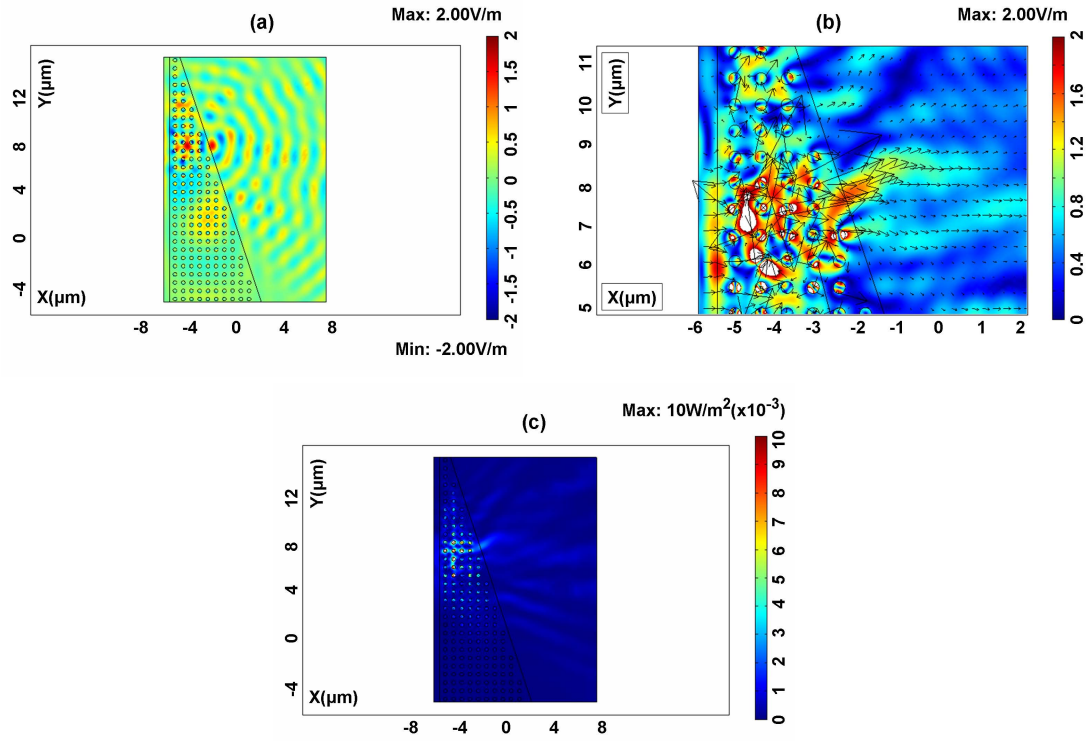 (a)
Max: 2.00V/m
Y(μm)
12
8
4
0
-4
X(μm)
-8 -4 0 4 8
2
1.5
1
0.5
0
-0.5
-1
-1.5
-2
Min: -2.00V/m
(b)
Max: 2.00V/m
Y(μm)
11
10
9
8
7
6
5
X(μm)
-6 -5 -4 -3 -2 -1 0 1 2
2
1.6
1.2
0.8
0.4
0
(c)
Max: 10W/m²(x10⁻³)
Y(μm)
12
8
4
0
-4
X(μm)
-8 -4 0 4 8
10
9
8
7
6
5
4
3
2
1
0